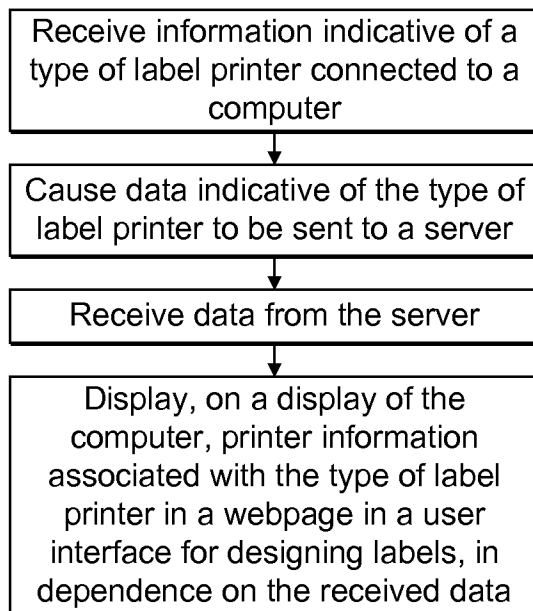 Receive information indicative of a
type of label printer connected to a
computer
Cause data indicative of the type of
label printer to be sent to a server
Receive data from the server
Display, on a display of the
computer, printer information
associated with the type of label
printer in a webpage in a user
interface for designing labels, in
dependence on the received data